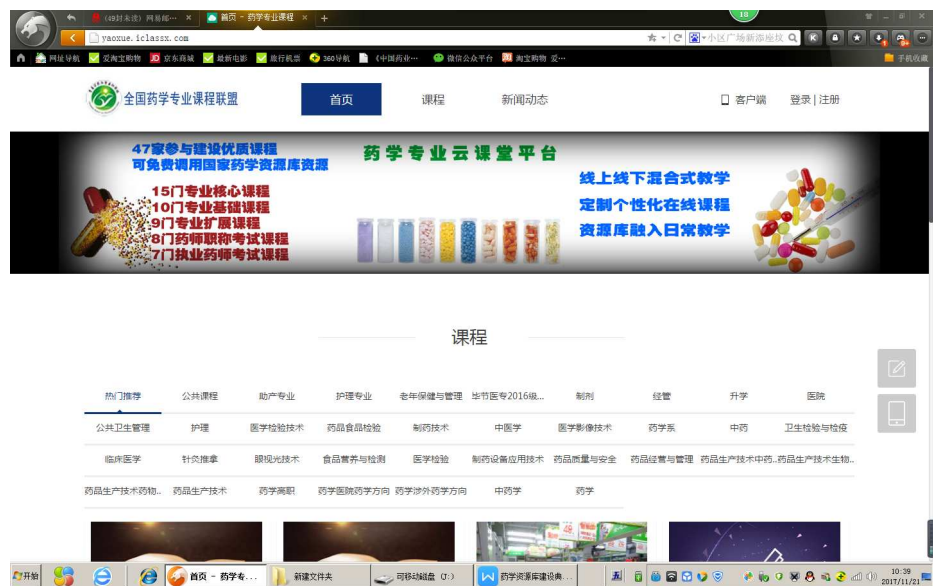 (49封未读) 网易邮… ×
首页 - 药学专业课程 ×
+
18
yaoxue.iclassx.com
小区广场新添座坟
网址导航 爱淘宝购物 京东商城 最新电影 旅行机票 360导航 《中国药业… 微信公众平台 淘宝购物 爱…
手机收藏
全国药学专业课程联盟
首页 课程 新闻动态
客户端 登录 | 注册
47家参与建设优质课程
可免费调用国家药学资源库资源
15门专业核心课程
10门专业基础课程
9门专业扩展课程
8门药师职称考试课程
7门执业药师考试课程
药学专业云课堂平台
线上线下混合式教学
定制个性化在线课程
资源库融入日常教学
课程
热门推荐 公共课程 助产专业 护理专业 老年保健与管理 毕节医专2016级... 制剂 经管 升学 医院
公共卫生管理 护理 医学检验技术 药品食品检验 制药技术 中医学 医学影像技术 药学系 中药 卫生检验与检疫
临床医学 针灸推拿 眼视光技术 食品营养与检测 医学检验 制药设备应用技术 药品质量与安全 药品经营与管理 药品生产技术中药.. 药品生产技术生物..
药品生产技术药物.. 药品生产技术 药学高职 药学医院药学方向 药学涉外药学方向 中药学 药学
开始
首页 - 药学专...
新建文件夹
可移动磁盘 (J:)
药学资源库建设典...
10:39
2017/11/21